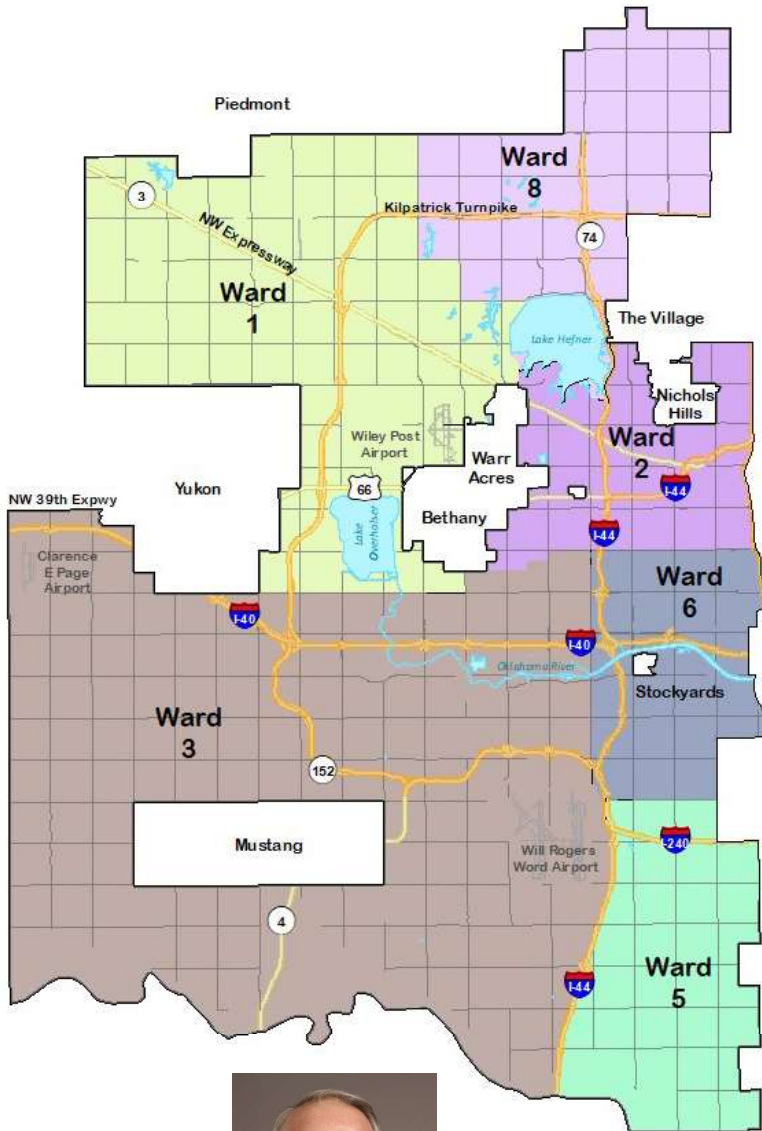 Piedmont
Ward
8
3
Kilpatrick Turnpike
NW Expressway
74
Ward
1
The Village
Lake Hefner
Nichols
Hills
Wiley Post
Airport
Ward
2
Warr
Acres
Yukon
66
I-44
NW 39th Expwy
Bethany
Lake
Overholser
I-44
Clarence
E Page
Airport
Ward
6
I-40
I-40
Oklahoma River
Stockyards
Ward
3
152
Mustang
Will Rogers
Word Airport
I-240
4
Ward
5
I-44